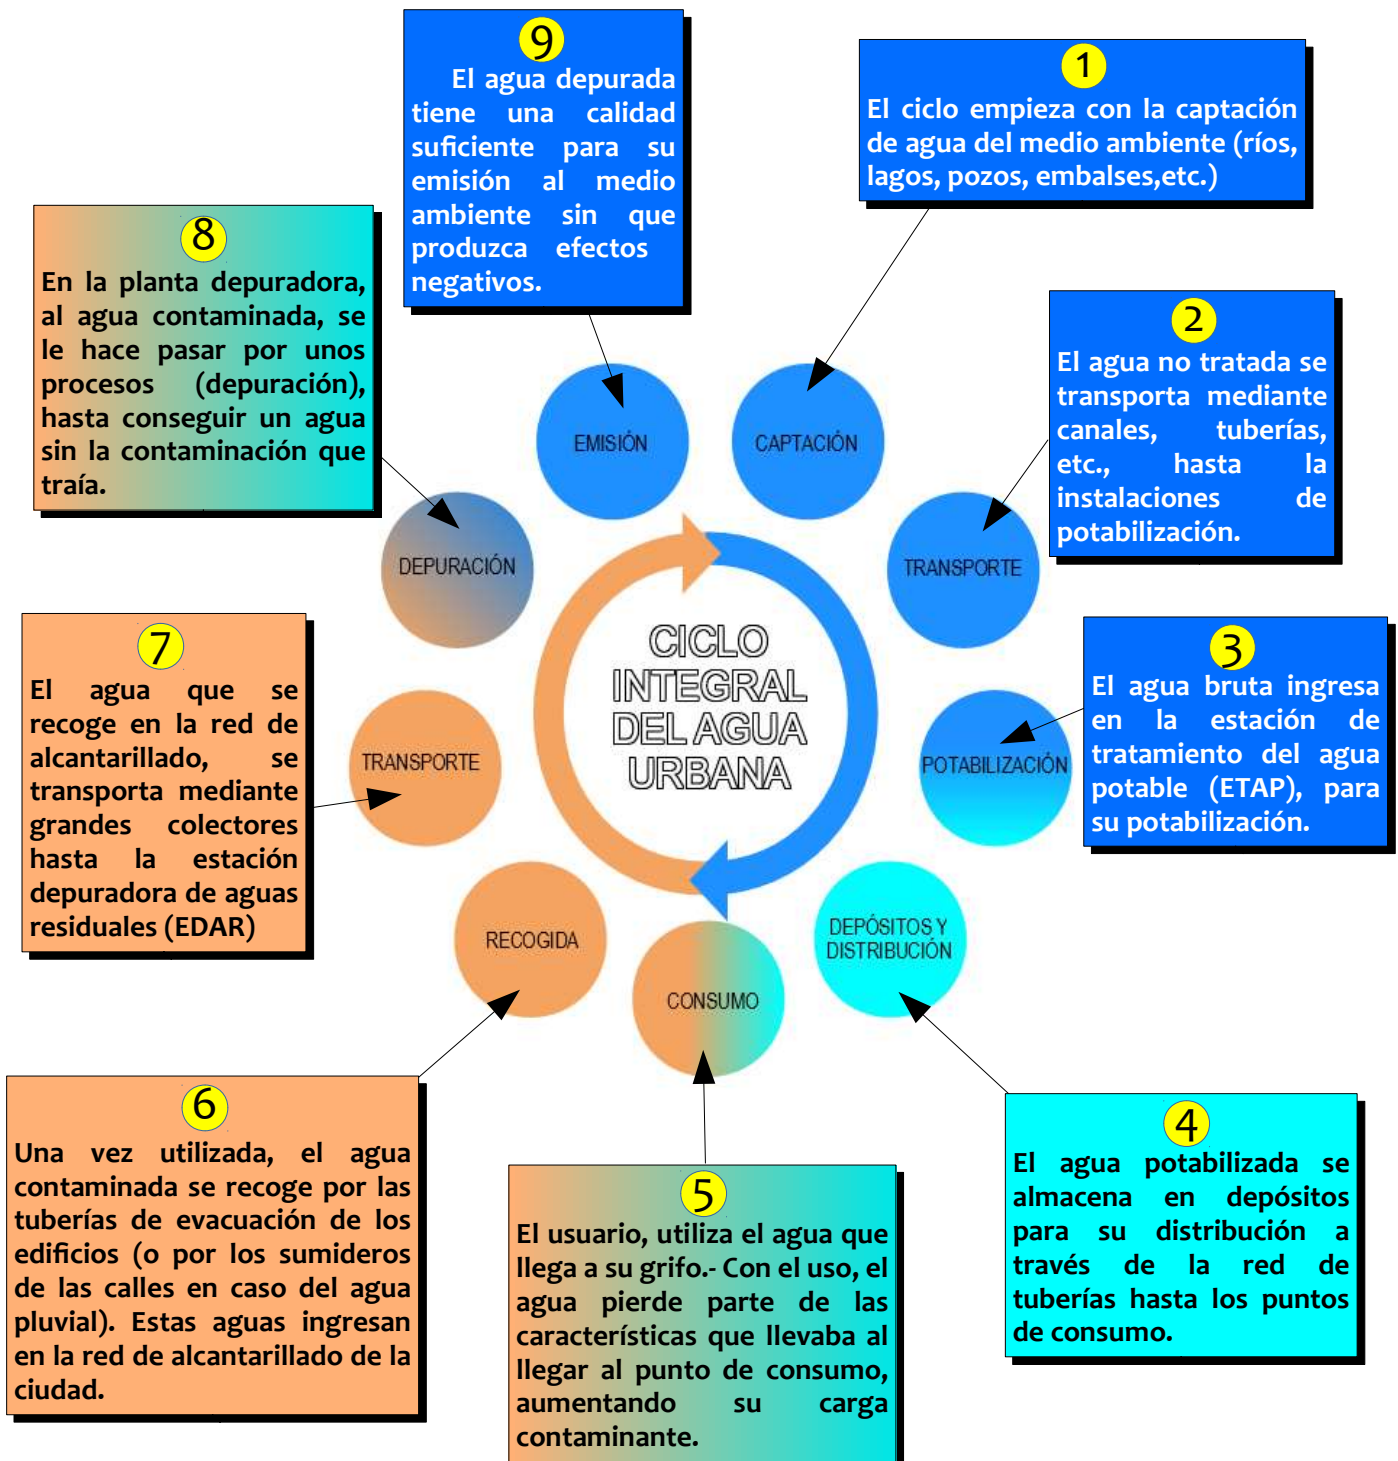 9
El agua depurada
tiene una calidad
suficiente para su
emisión al medio
ambiente sin que
produzca efectos
negativos.
1
El ciclo empieza con la captación
de agua del medio ambiente (ríos,
lagos, pozos, embalses,etc.)
8
En la planta depuradora,
al agua contaminada, se
le hace pasar por unos
procesos (depuración),
hasta conseguir un agua
sin la contaminación que
traía.
2
El agua no tratada se
transporta mediante
canales, tuberías,
etc., hasta la
instalaciones de
potabilización.
EMISIÓN
CAPTACIÓN
DEPURACIÓN
TRANSPORTE
CICLO
INTEGRAL
DEL AGUA
URBANA
7
El agua que se
recoge en la red de
alcantarillado, se
transporta mediante
grandes colectores
hasta la estación
depuradora de aguas
residuales (EDAR)
3
El agua bruta ingresa
en la estación de
tratamiento del agua
potable (ETAP), para
su potabilización.
TRANSPORTE
POTABILIZACIÓN
RECOGIDA
DEPÓSITOS Y
DISTRIBUCIÓN
CONSUMO
6
Una vez utilizada, el agua
contaminada se recoge por las
tuberías de evacuación de los
edificios (o por los sumideros
de las calles en caso del agua
pluvial). Estas aguas ingresan
en la red de alcantarillado de la
ciudad.
5
El usuario, utiliza el agua que
llega a su grifo.- Con el uso, el
agua pierde parte de las
características que llevaba al
llegar al punto de consumo,
aumentando su carga
contaminante.
4
El agua potabilizada se
almacena en depósitos
para su distribución a
través de la red de
tuberías hasta los puntos
de consumo.